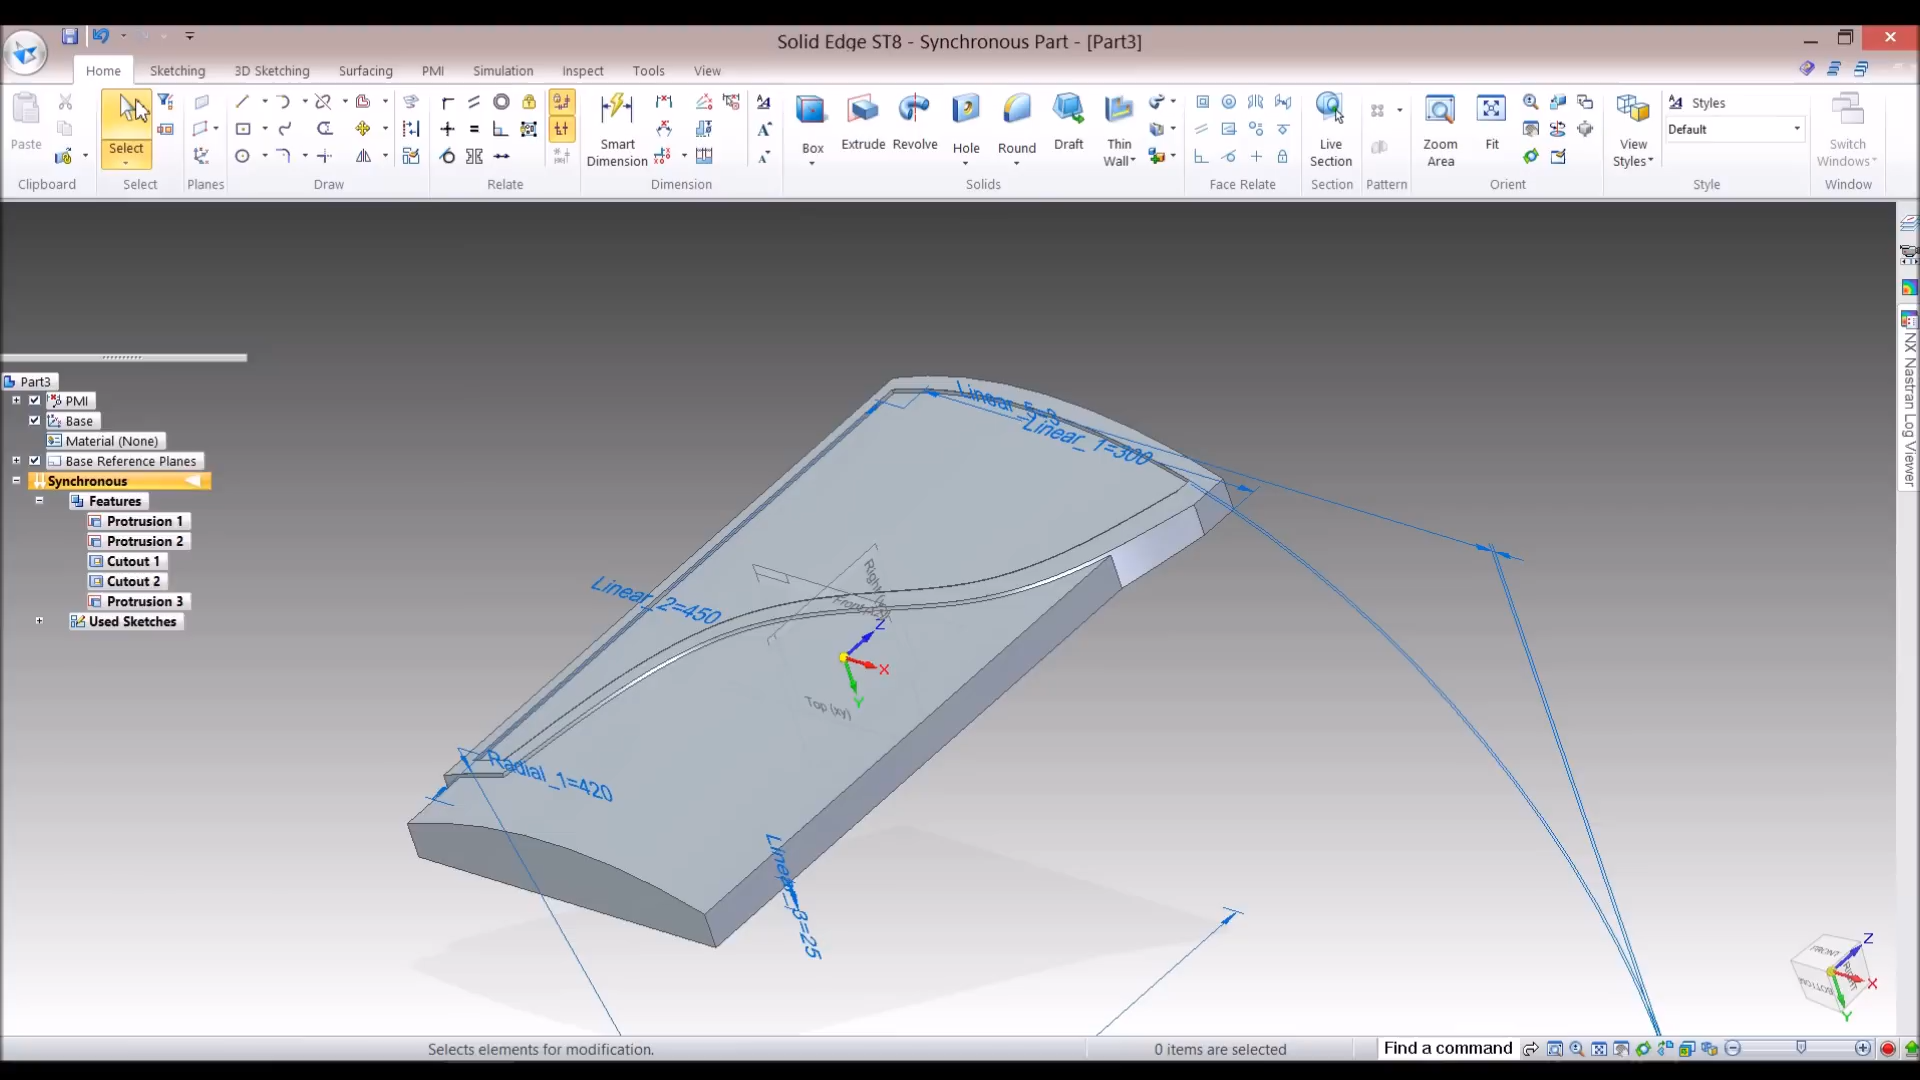 Solid Edge ST8 - Synchronous Part - [Part3]
Home
Sketching
3D Sketching
Surfacing
PMI
Simulation
Inspect
Tools
View
Paste
Clipboard
Select
Select
Planes
Draw
Relate
Smart
Dimension
Dimension
Box
Extrude
Revolve
Hole
Round
Draft
Thin
Wall
Solids
Face Relate
Live
Section
Section
Pattern
Zoom
Area
Fit
Orient
View
Styles
Styles
Default
Style
Switch
Windows
Window
Part3
PMI
Base
Material (None)
Base Reference Planes
Synchronous
Features
Protrusion 1
Protrusion 2
Cutout 1
Cutout 2
Protrusion 3
Used Sketches
Linear_1=300
Linear_2=450
Radial_1=420
Top (xy)
Z
X
Y
NX Nastran Log Viewer
FRONT
BOTTOM
Z
X
Y
Selects elements for modification.
0 items are selected
Find a command